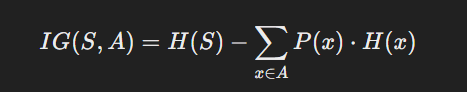 IG(S, A) = H(S) − ∑ P(x) · H(x)
x∈A